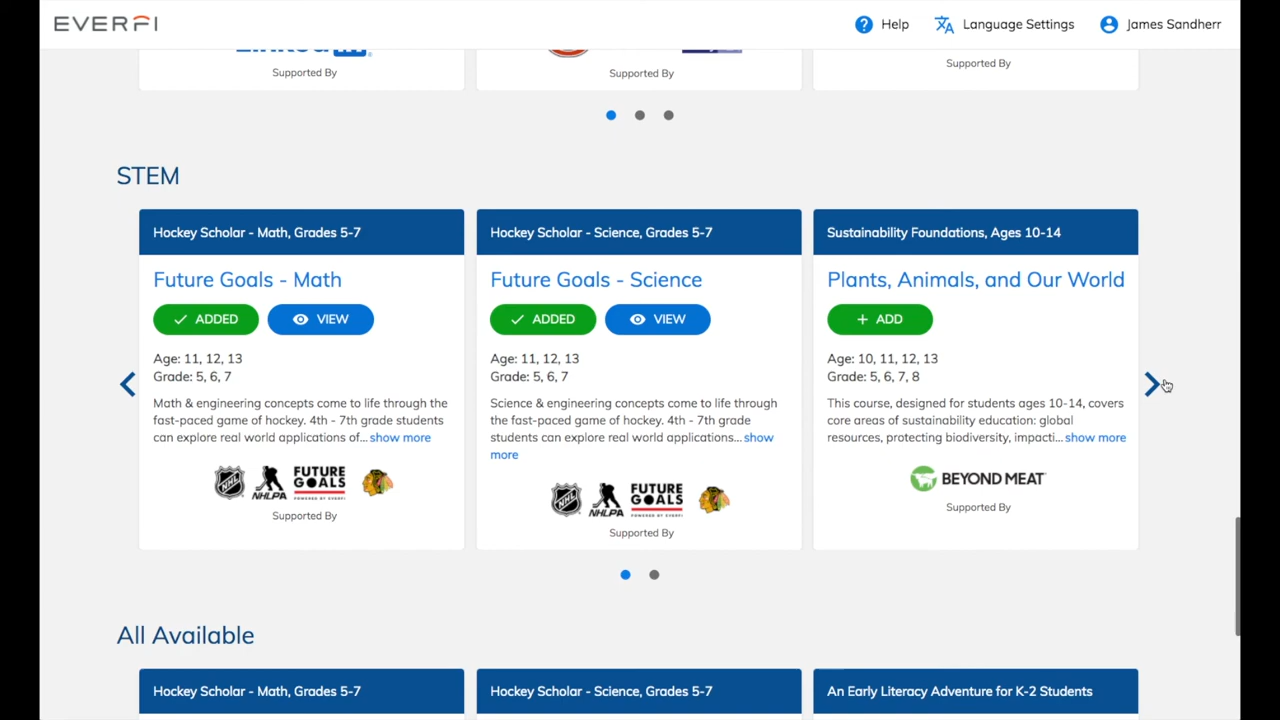 EVERFI
Help
Language Settings
James Sandherr
Supported By
Supported By
Supported By
STEM
Hockey Scholar - Math, Grades 5-7
Future Goals - Math
ADDED
VIEW
Age: 11, 12, 13
Grade: 5, 6, 7
Math & engineering concepts come to life through the
fast-paced game of hockey. 4th - 7th grade students
can explore real world applications of... show more
NHL
NHLPA
FUTURE
GOALS
POWERED BY EVERFI
Supported By
Hockey Scholar - Science, Grades 5-7
Future Goals - Science
ADDED
VIEW
Age: 11, 12, 13
Grade: 5, 6, 7
Science & engineering concepts come to life through
the fast-paced game of hockey. 4th - 7th grade
students can explore real world applications... show
more
NHL
NHLPA
FUTURE
GOALS
POWERED BY EVERFI
Supported By
Sustainability Foundations, Ages 10-14
Plants, Animals, and Our World
+ ADD
Age: 10, 11, 12, 13
Grade: 5, 6, 7, 8
This course, designed for students ages 10-14, covers
core areas of sustainability education: global
resources, protecting biodiversity, impacti... show more
BEYOND MEAT
Supported By
All Available
Hockey Scholar - Math, Grades 5-7
Hockey Scholar - Science, Grades 5-7
An Early Literacy Adventure for K-2 Students